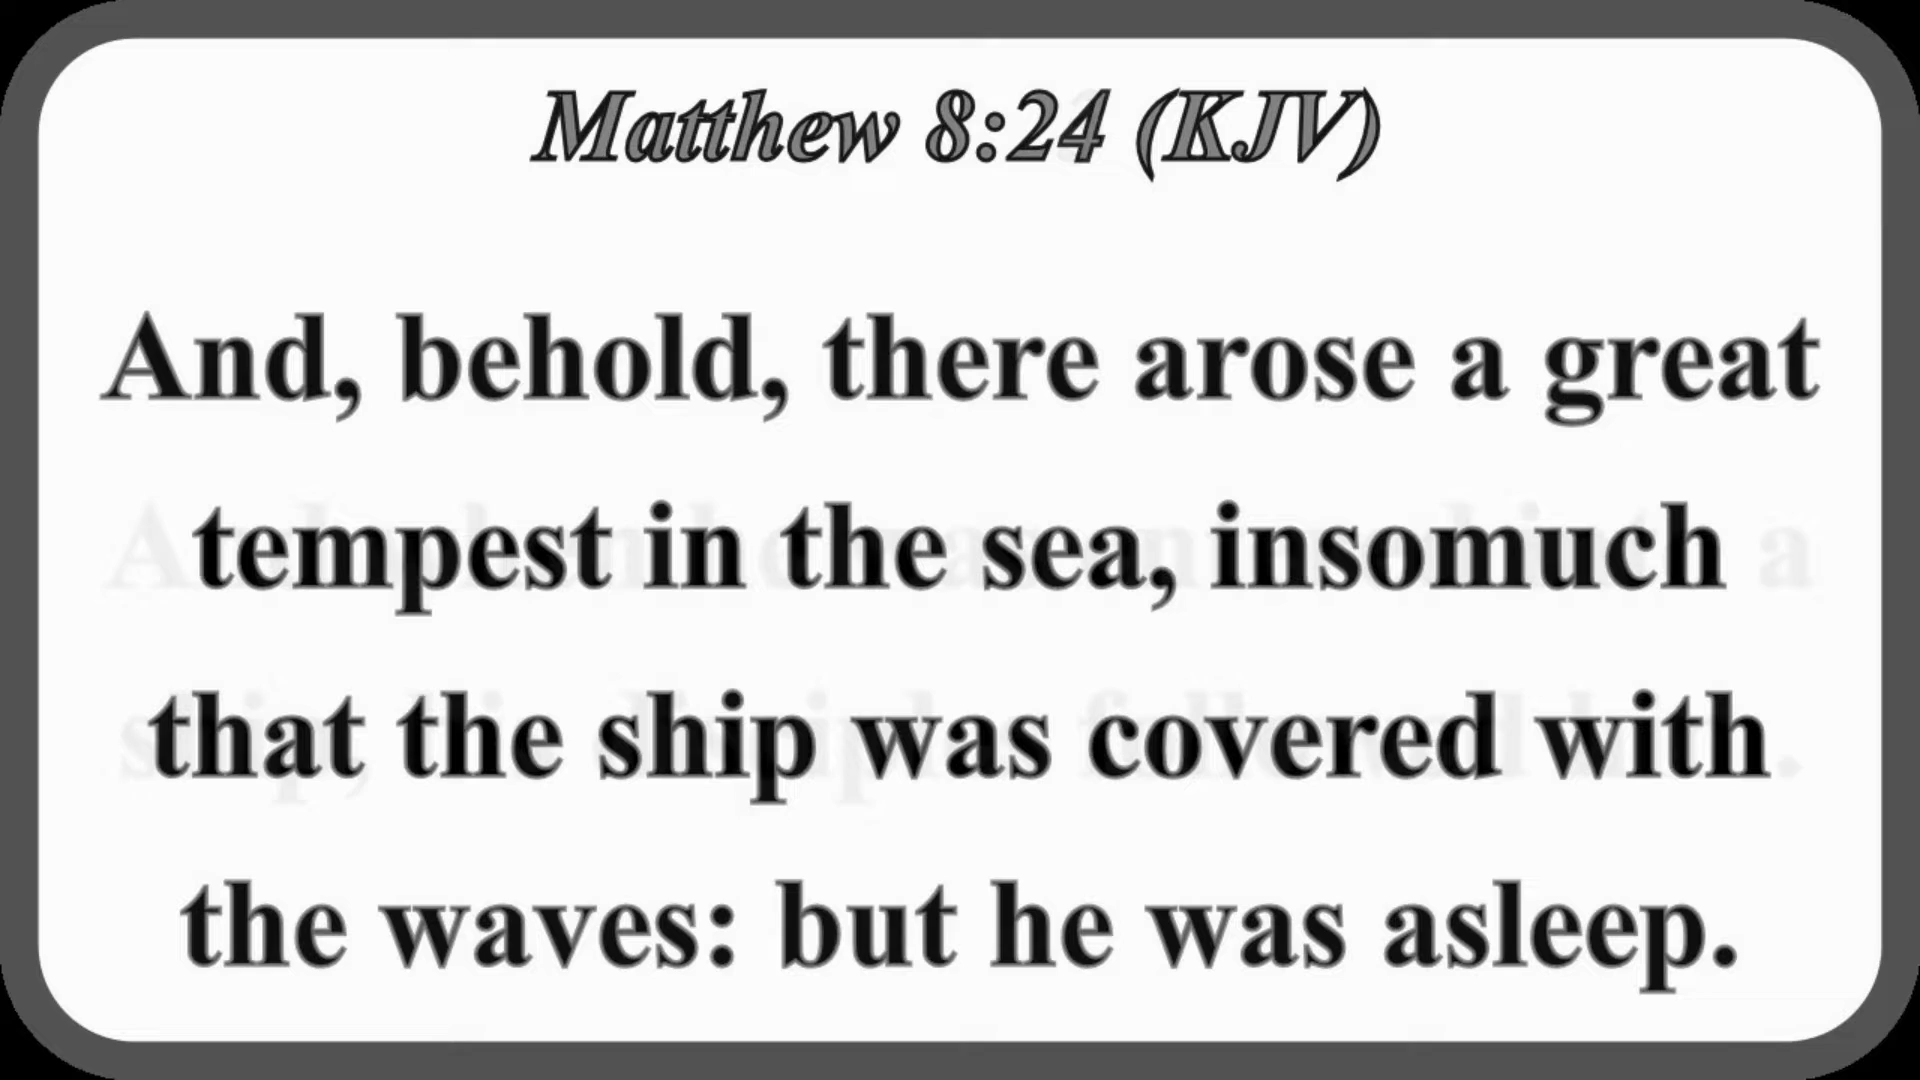 Matthew 8:24 (KJV)
And, behold, there arose a great
tempest in the sea, insomuch
that the ship was covered with
the waves: but he was asleep.